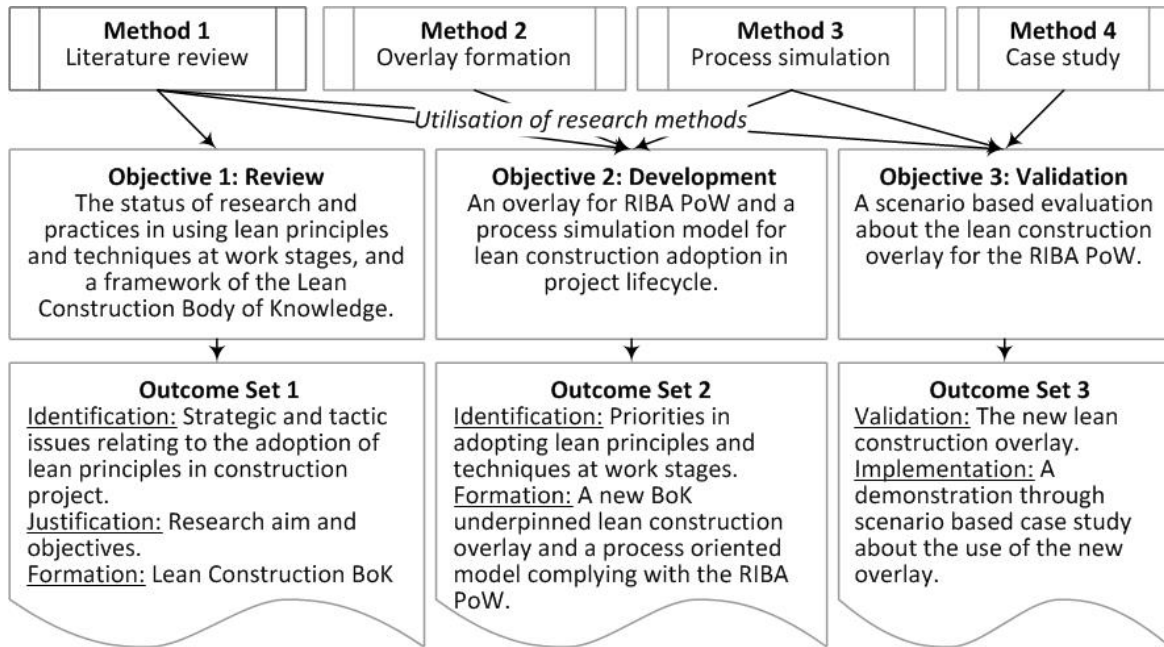 Method 1
Literature review
Method 2
Overlay formation
Method 3
Process simulation
Method 4
Case study
Utilisation of research methods
Objective 1: Review
The status of research and
practices in using lean principles
and techniques at work stages, and
a framework of the Lean
Construction Body of Knowledge.
Objective 2: Development
An overlay for RIBA PoW and a
process simulation model for
lean construction adoption in
project lifecycle.
Objective 3: Validation
A scenario based evaluation
about the lean construction
overlay for the RIBA PoW.
Outcome Set 1
Identification: Strategic and tactic
issues relating to the adoption of
lean principles in construction
project.
Justification: Research aim and
objectives.
Formation: Lean Construction BoK
Outcome Set 2
Identification: Priorities in
adopting lean principles and
techniques at work stages.
Formation: A new BoK
underpinned lean construction
overlay and a process oriented
model complying with the RIBA
PoW.
Outcome Set 3
Validation: The new lean
construction overlay.
Implementation: A
demonstration through
scenario based case study
about the use of the new
overlay.